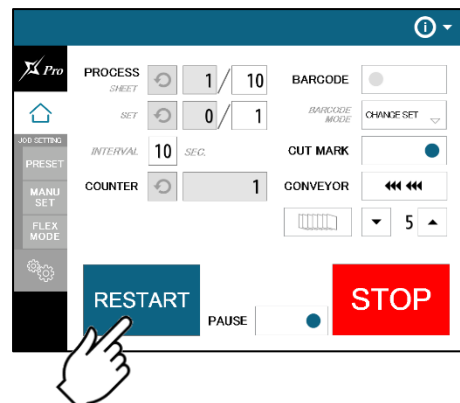 Pro
PROCESS 1 / 10 BARCODE
SHEET
SET 0 / 1 BARCODE MODE CHANGE SET
JOB SETTING
PRESET
INTERVAL 10 SEC. CUT MARK
MANU SET
COUNTER 1 CONVEYOR
FLEX MODE
5
RESTART
PAUSE
STOP